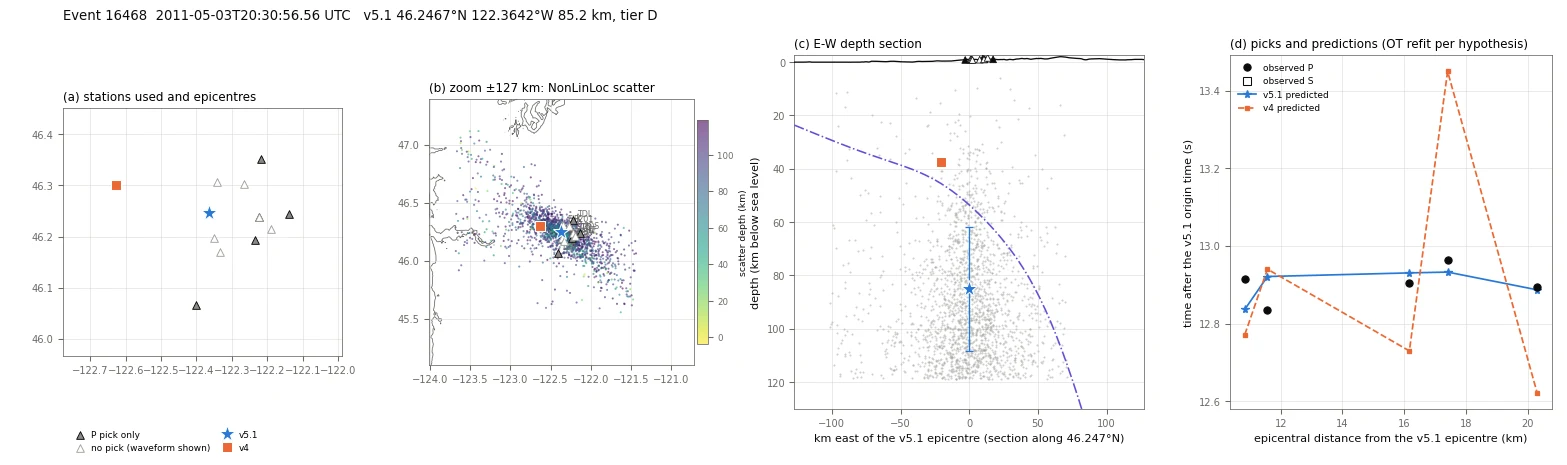 Event 16468  2011-05-03T20:30:56.56 UTC   v5.1 46.2467°N 122.3642°W 85.2 km, tier D
(a) stations used and epicentres
46.4
46.3
46.2
46.1
46.0
−122.7 −122.6 −122.5 −122.4 −122.3 −122.2 −122.1 −122.0
P pick only
no pick (waveform shown)
v5.1
v4
(b) zoom ±127 km: NonLinLoc scatter
47.0
46.5
46.0
45.5
−124.0 −123.5 −123.0 −122.5 −122.0 −121.5 −121.0
100
80
60
40
20
0
scatter depth (km)
(c) E-W depth section
0
20
40
60
80
100
120
depth (km below sea level)
−100 −50 0 50 100
km east of the v5.1 epicentre (section along 46.247°N)
(d) picks and predictions (OT refit per hypothesis)
observed P
observed S
v5.1 predicted
v4 predicted
13.4
13.2
13.0
12.8
12.6
time after the v5.1 origin time (s)
12 14 16 18 20
epicentral distance from the v5.1 epicentre (km)